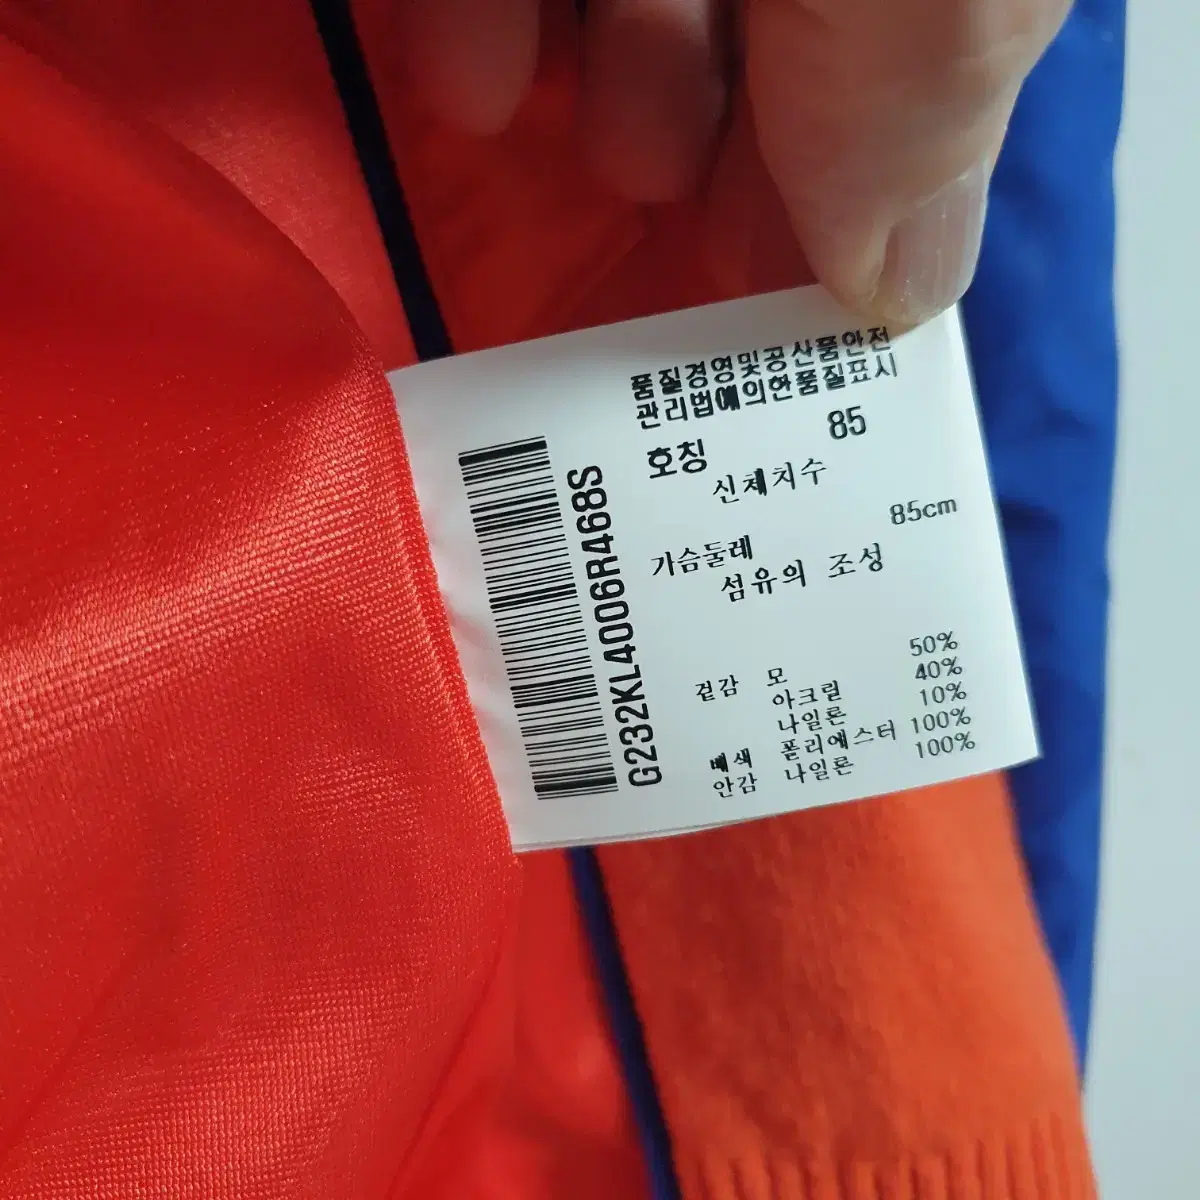 품질경영및공산품안전
관리법에의한품질표시
호칭 85
신체치수
가슴둘레 85cm
섬유의 조성
겉감 모 50%
아크릴 40%
나일론 10%
배색 폴리에스터 100%
안감 나일론 100%
G232KL4006R468S